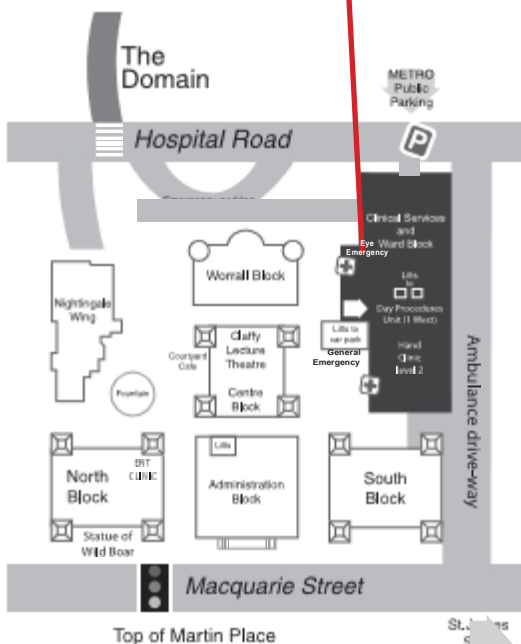 The
Domain
METRO
Public
Parking
P
Hospital Road
Clinical Services
and
Ward Block
Eye
Emergency
Worrall Block
Lifts
to
Day Procedures
Unit (1 West)
Nightingale
Wing
Lifts to
car park
General
Emergency
Hand
Clinic
level 2
Claffy
Lecture
Theatre
Courtyard
Cafe
Centre
Block
Fountain
Ambulance drive-way
ENT
CLINIC
North
Block
Lifts
Administration
Block
South
Block
Statue of
Wild Boar
Macquarie Street
Top of Martin Place